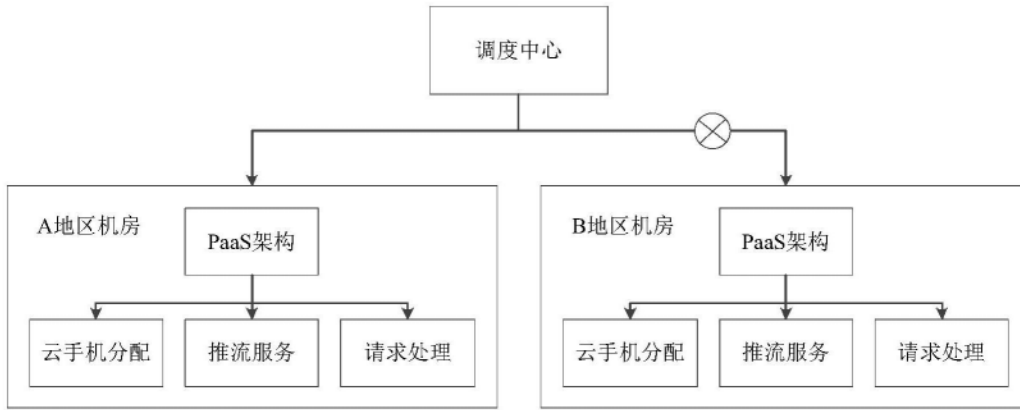 调度中心
A地区机房
PaaS架构
云手机分配
推流服务
请求处理
B地区机房
PaaS架构
云手机分配
推流服务
请求处理